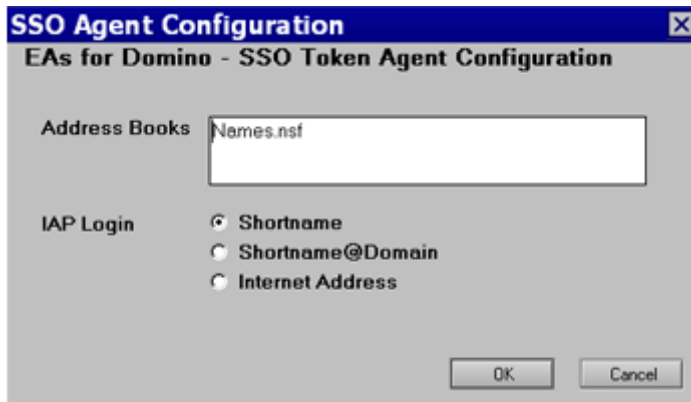 SSO Agent Configuration
EAs for Domino - SSO Token Agent Configuration
Address Books
Names.nsf
IAP Login
Shortname
Shortname@Domain
Internet Address
OK
Cancel